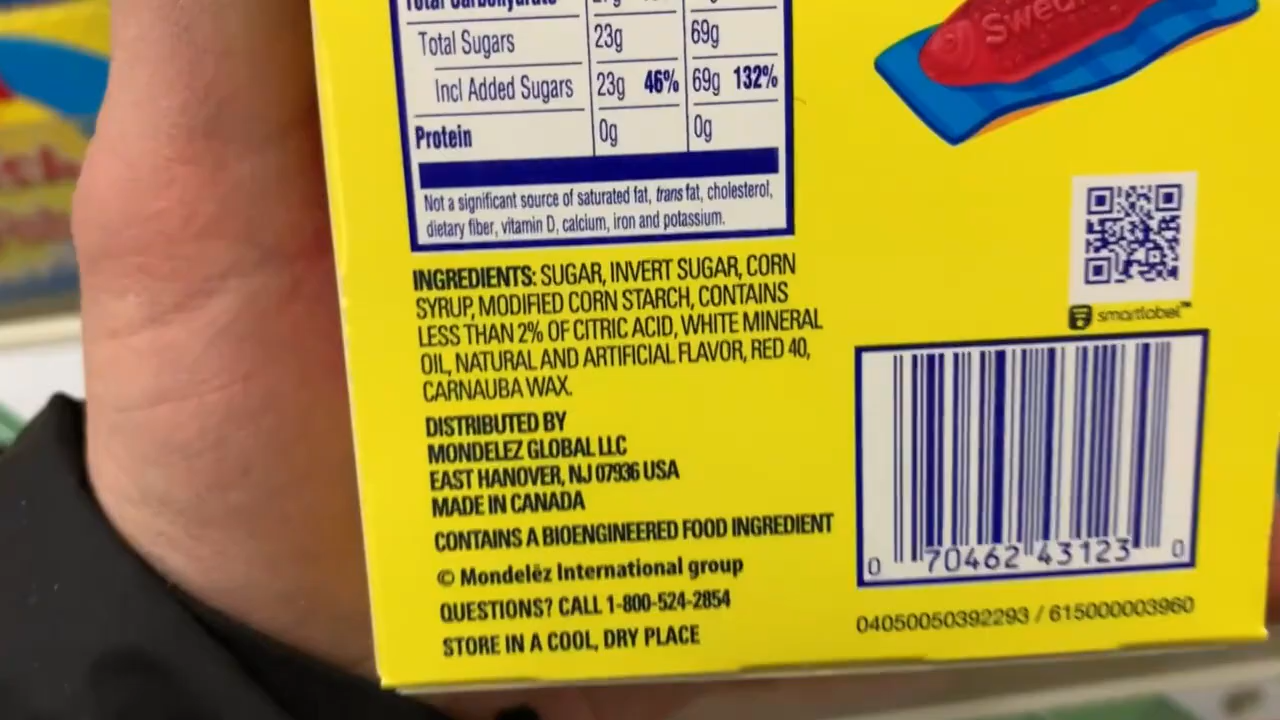 Total Carbohydrate
Total Sugars 23g 69g
Incl Added Sugars 23g 46% 69g 132%
Protein 0g 0g
Not a significant source of saturated fat, trans fat, cholesterol,
dietary fiber, vitamin D, calcium, iron and potassium.
INGREDIENTS: SUGAR, INVERT SUGAR, CORN
SYRUP, MODIFIED CORN STARCH, CONTAINS
LESS THAN 2% OF CITRIC ACID, WHITE MINERAL
OIL, NATURAL AND ARTIFICIAL FLAVOR, RED 40,
CARNAUBA WAX.
DISTRIBUTED BY
MONDELEZ GLOBAL LLC
EAST HANOVER, NJ 07936 USA
MADE IN CANADA
CONTAINS A BIOENGINEERED FOOD INGREDIENT
© Mondelēz International group
QUESTIONS? CALL 1-800-524-2854
STORE IN A COOL, DRY PLACE
smartlabel™
0 70462 43123 0
04050050392293 / 615000003960